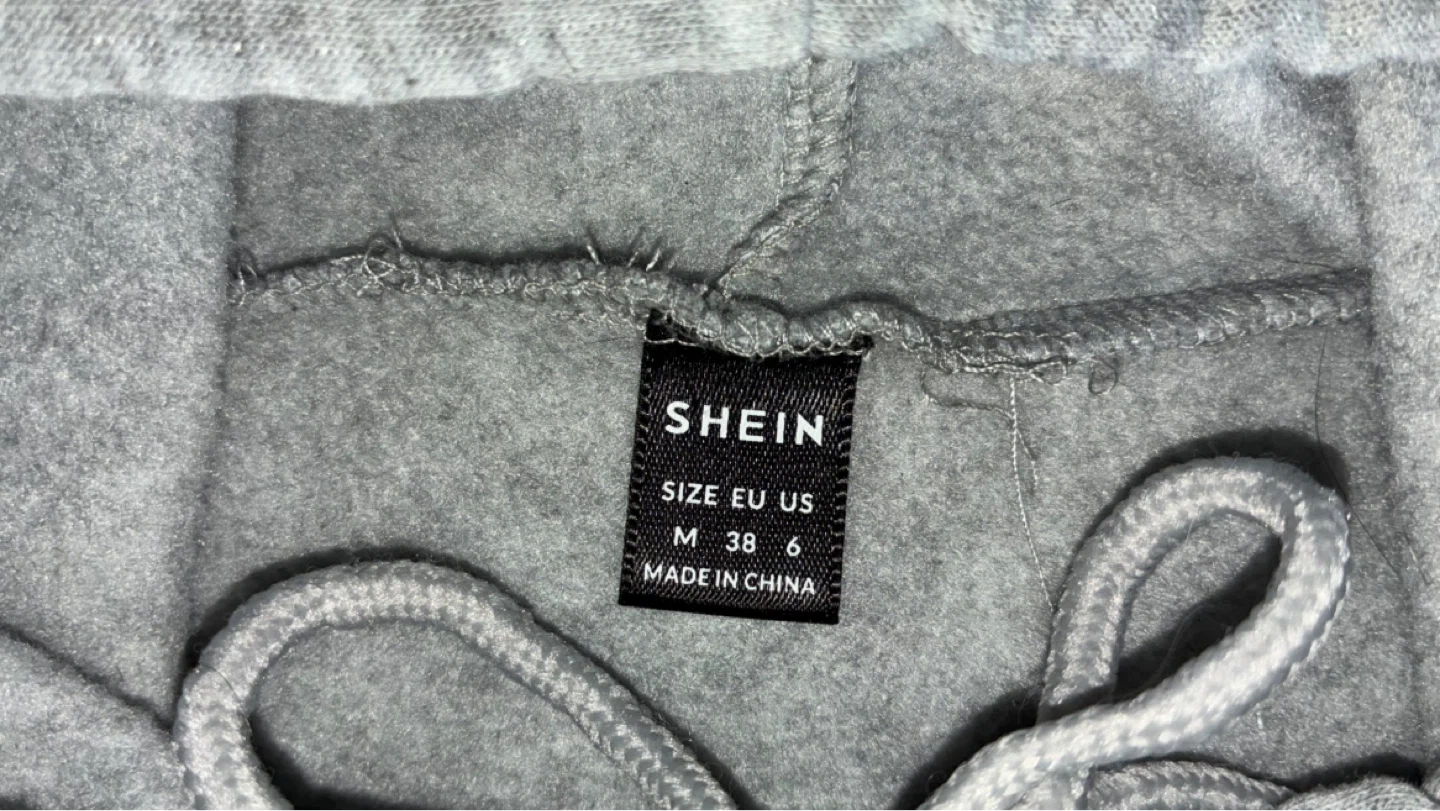 SHEIN
SIZE EU US
M 38 6
MADE IN CHINA